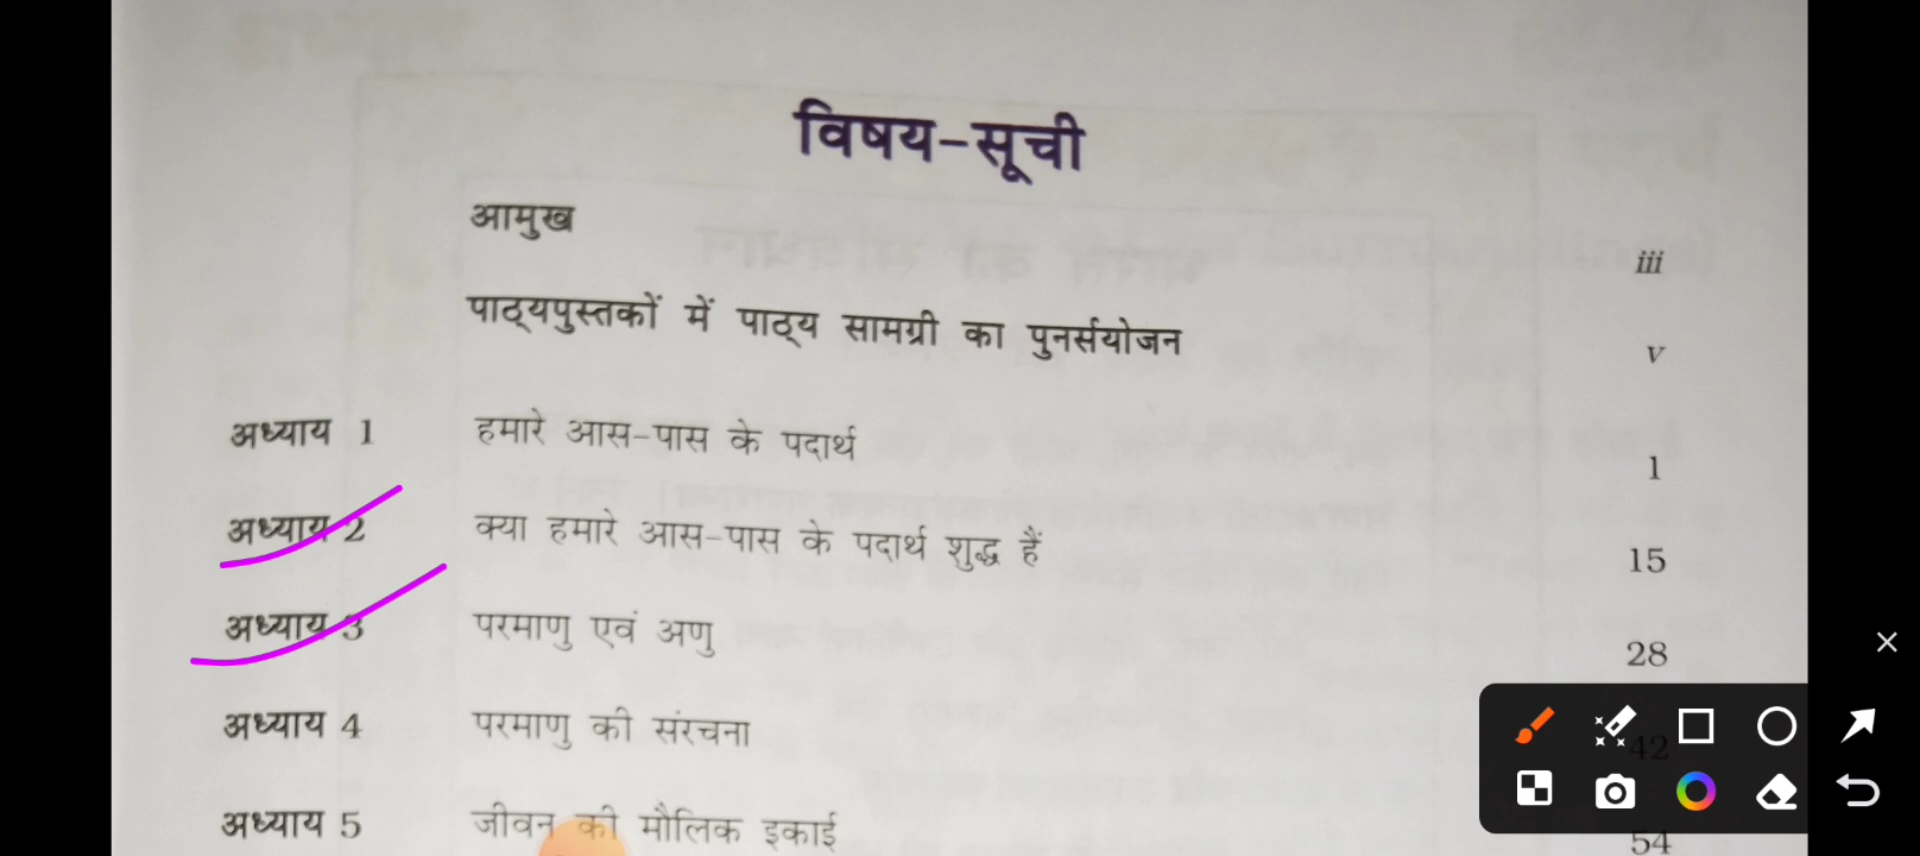 विषय-सूची
आमुख iii
पाठ्यपुस्तकों में पाठ्य सामग्री का पुनर्संयोजन v
अध्याय 1 हमारे आस-पास के पदार्थ 1
अध्याय 2 क्या हमारे आस-पास के पदार्थ शुद्ध हैं 15
अध्याय 3 परमाणु एवं अणु 28
अध्याय 4 परमाणु की संरचना 42
अध्याय 5 जीवन की मौलिक इकाई 54